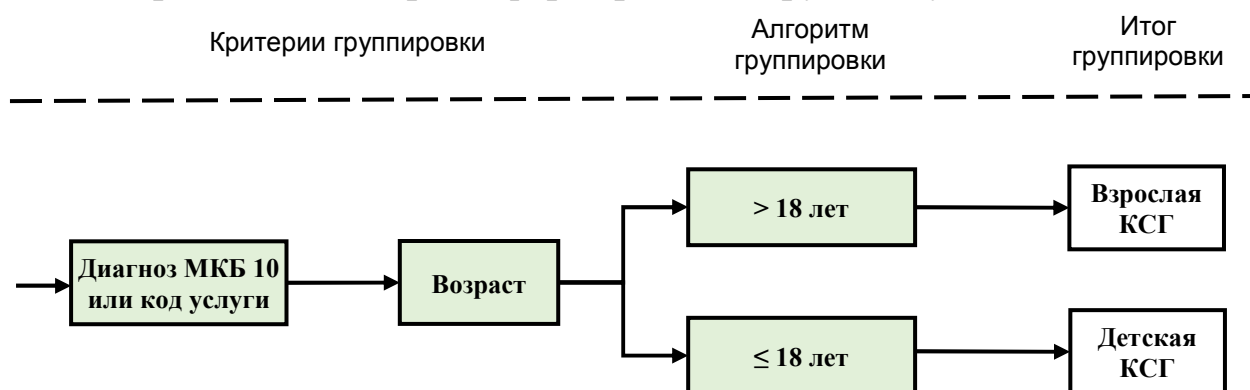 Критерии группировки
Алгоритм
группировки
Итог
группировки
Диагноз МКБ 10
или код услуги
Возраст
> 18 лет
Взрослая
КСГ
≤ 18 лет
Детская
КСГ